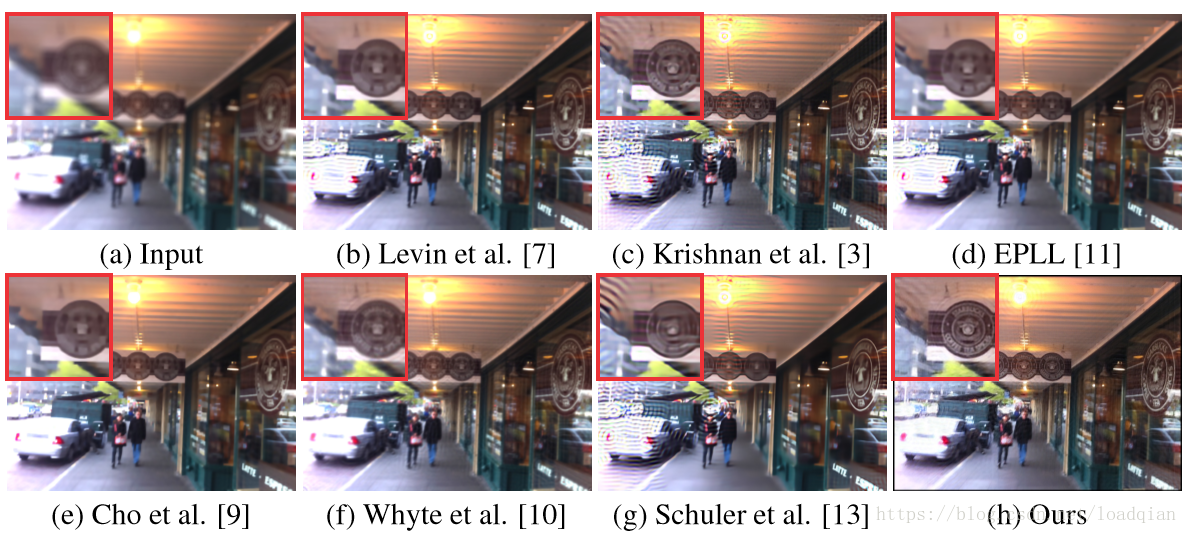 (a) Input
(b) Levin et al. [7]
(c) Krishnan et al. [3]
(d) EPLL [11]
(e) Cho et al. [9]
(f) Whyte et al. [10]
(g) Schuler et al. [13]
(h) Ours
https://blog.csdn.net/loadqian